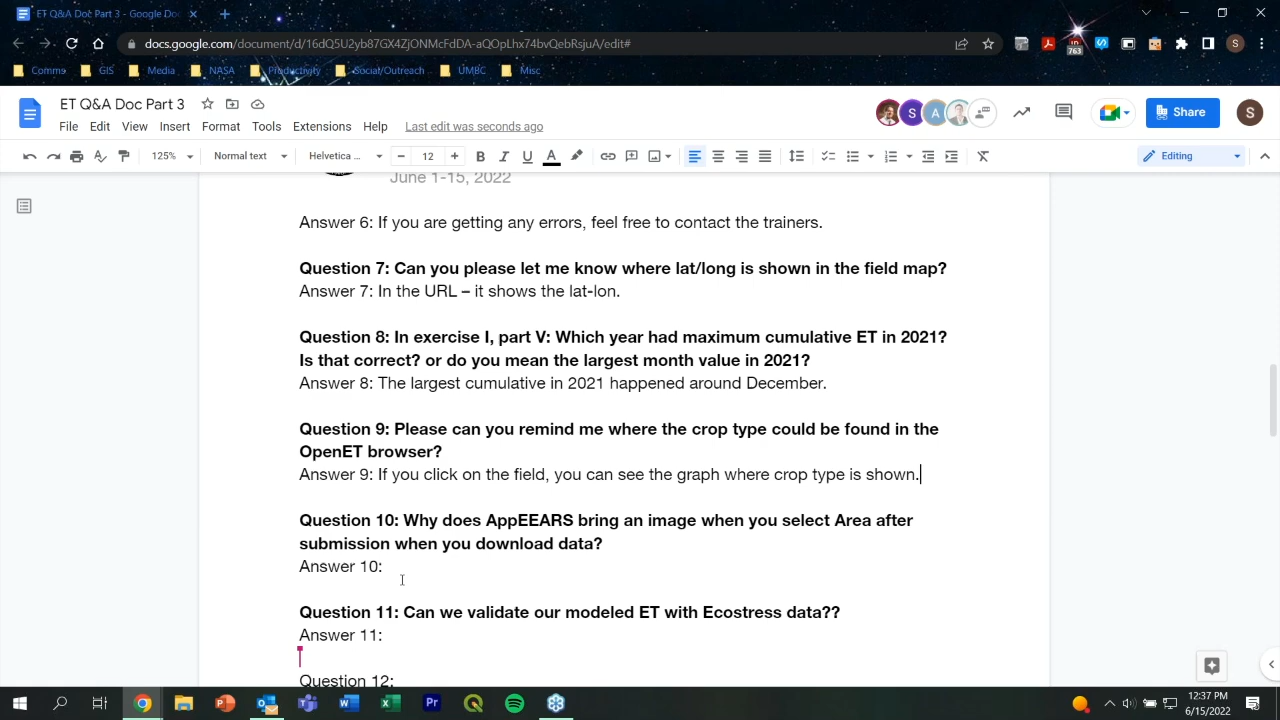 ET Q&A Doc Part 3 - Google Doc
docs.google.com/document/d/16dQ5U2yb87GX4ZjONMcFdDA-aQOpLhx74bvQebRsjuA/edit#
763
S
Comms
GIS
Media
NASA
Productivity
Social/Outreach
UMBC
Misc
ET Q&A Doc Part 3
S
A
Share
S
File Edit View Insert Format Tools Extensions Help Last edit was seconds ago
125% Normal text Helvetica ... 12 B I U A Editing
June 1-15, 2022
Answer 6: If you are getting any errors, feel free to contact the trainers.
Question 7: Can you please let me know where lat/long is shown in the field map?
Answer 7: In the URL – it shows the lat-lon.
Question 8: In exercise I, part V: Which year had maximum cumulative ET in 2021?
Is that correct? or do you mean the largest month value in 2021?
Answer 8: The largest cumulative in 2021 happened around December.
Question 9: Please can you remind me where the crop type could be found in the
OpenET browser?
Answer 9: If you click on the field, you can see the graph where crop type is shown.
Question 10: Why does AppEEARS bring an image when you select Area after
submission when you download data?
Answer 10:
Question 11: Can we validate our modeled ET with Ecostress data??
Answer 11:
Question 12:
12:37 PM
6/15/2022